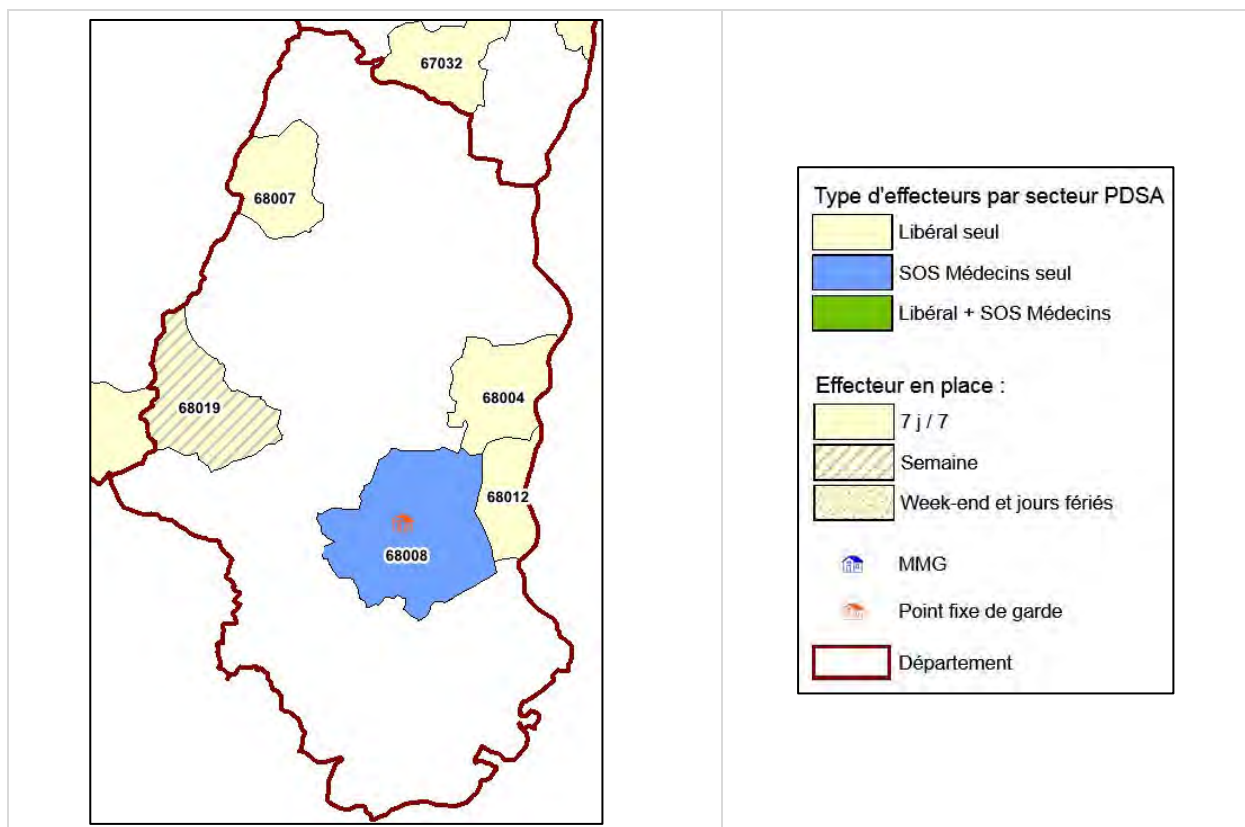 67032
68007
68019
68004
68012
68008
Type d'effecteurs par secteur PDSA
Libéral seul
SOS Médecins seul
Libéral + SOS Médecins
Effecteur en place :
7 j / 7
Semaine
Week-end et jours fériés
MMG
Point fixe de garde
Département